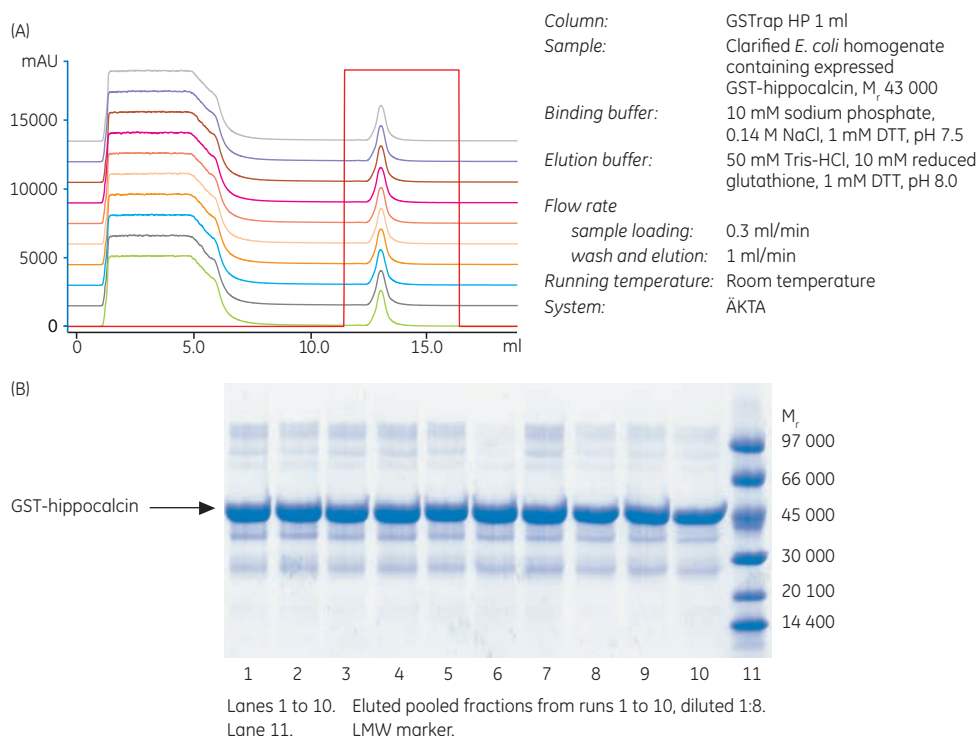 (A)
mAU
15000
10000
5000
0
0 5.0 10.0 15.0 ml
Column: GSTrap HP 1 ml
Sample: Clarified E. coli homogenate
containing expressed
GST-hippocalcin, Mr 43 000
Binding buffer: 10 mM sodium phosphate,
0.14 M NaCl, 1 mM DTT, pH 7.5
Elution buffer: 50 mM Tris-HCl, 10 mM reduced
glutathione, 1 mM DTT, pH 8.0
Flow rate
sample loading: 0.3 ml/min
wash and elution: 1 ml/min
Running temperature: Room temperature
System: ÄKTA
(B)
GST-hippocalcin
Mr
97 000
66 000
45 000
30 000
20 100
14 400
1 2 3 4 5 6 7 8 9 10 11
Lanes 1 to 10. Eluted pooled fractions from runs 1 to 10, diluted 1:8.
Lane 11. LMW marker.